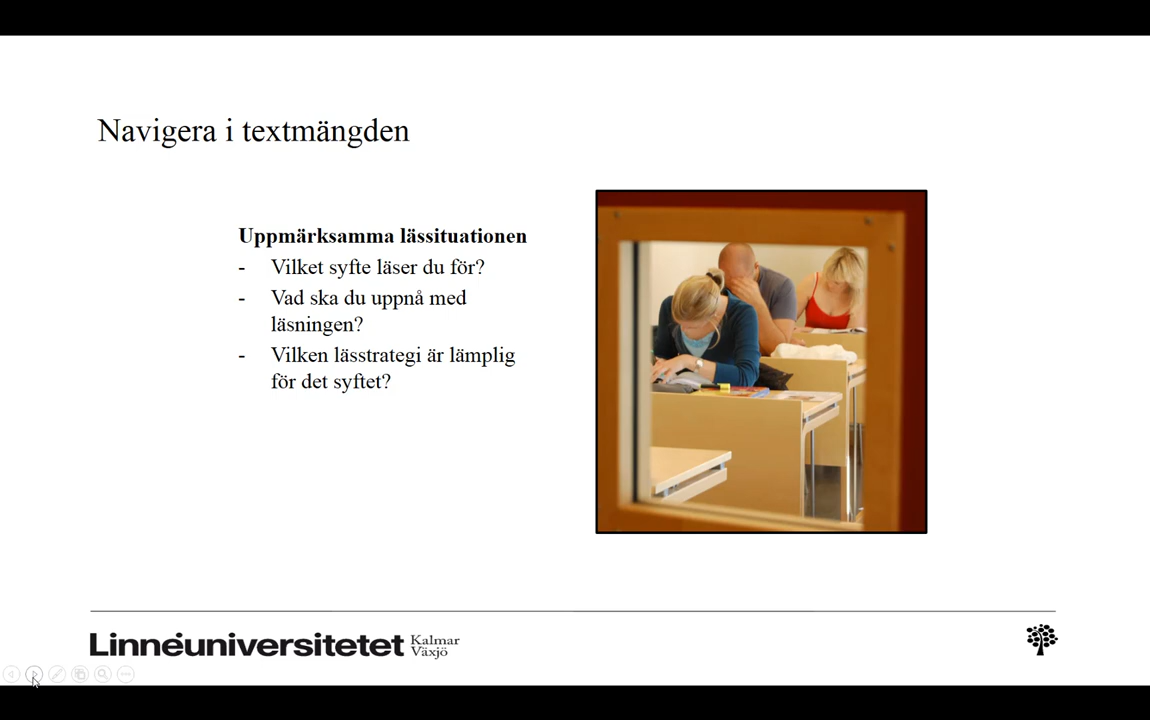 Navigera i textmängden
Uppmärksamma lässituationen
- Vilket syfte läser du för?
- Vad ska du uppnå med
läsningen?
- Vilken lässtrategi är lämplig
för det syftet?
Linnéuniversitetet
Kalmar
Växjö